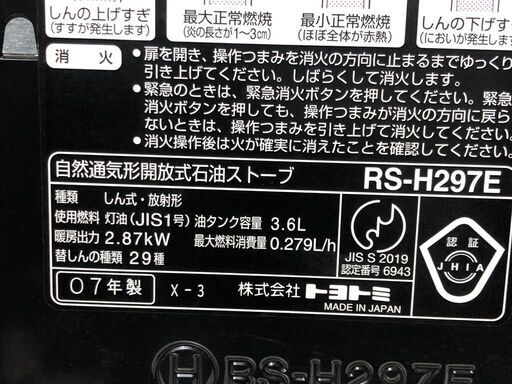 しんの上げすぎ
(すすが発生します)
最大正常燃焼
(炎の長さが1〜3cm)
最小正常燃焼
(ほぼ全体が赤熱)
しんの下げす
(においが発生しま
消火
●扉を開き、操作つまみを消火の方向に止まるまでゆっくり
引き上げてください。しばらくして消火します。
●緊急のときは、緊急消火ボタンを押してください。緊急
消火ボタンを押しても、操作つまみが消火の方向に戻ら
ないときは、操作つまみを引き上げて消火してください。
●消火操作後は火が確実に消えたことを確認してください。
自然通気形開放式石油ストーブ RS-H297E
種類 しん式・放射形
使用燃料 灯油(JIS1号) 油タンク容量 3.6L
暖房出力 2.87kW 最大燃料消費量 0.279L/h
替しんの種類 29種
JIS S 2019
認定番号 6943
認証
JHIA
07年製 X-3 株式会社トヨトミ
MADE IN JAPAN
H RS-H297E